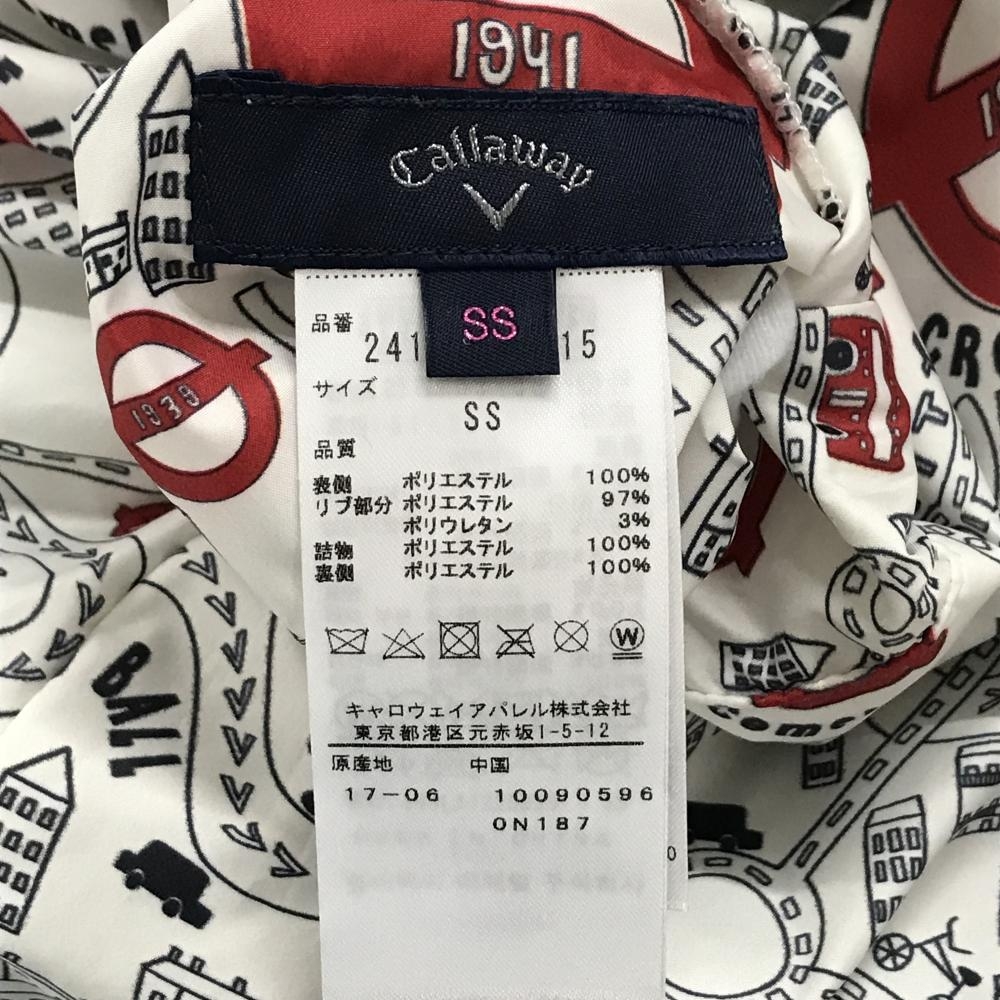 1941
Callaway
SS
品番
241 15
サイズ
SS
品質
表側 ポリエステル 100%
リブ部分 ポリエステル 97%
ポリウレタン 3%
詰物 ポリエステル 100%
裏側 ポリエステル 100%
W
キャロウェイアパレル株式会社
東京都港区元赤坂1-5-12
原産地 中国
17-06 10090596
0N187
0
1939
BALL